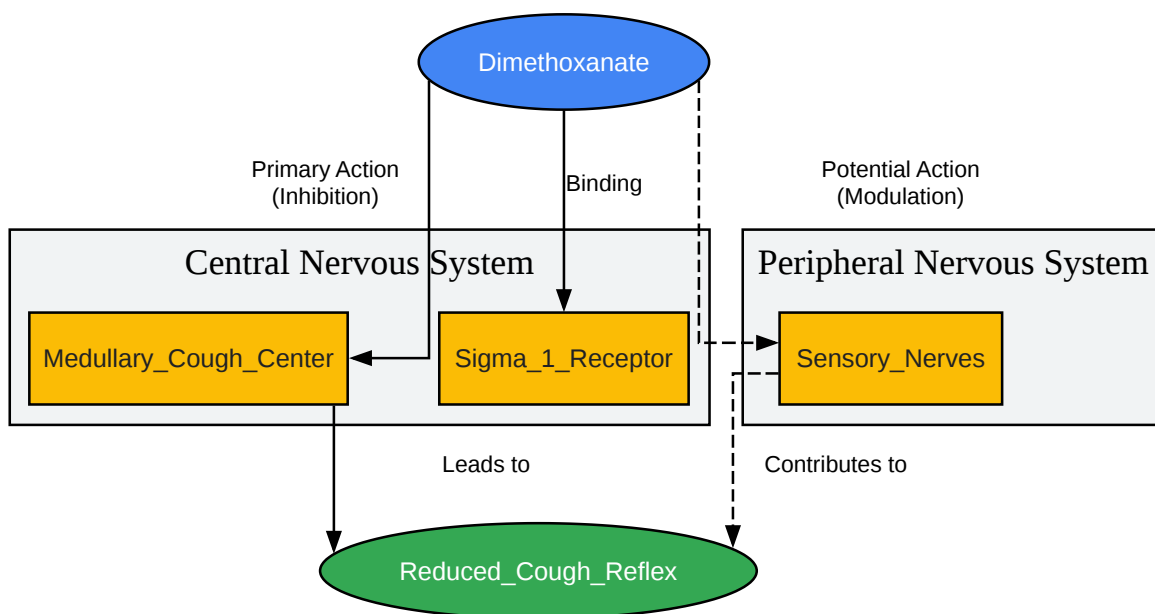 Dimethoxanate
Primary Action
(Inhibition)
Binding
Potential Action
(Modulation)
Central Nervous System
Peripheral Nervous System
Medullary_Cough_Center
Sigma_1_Receptor
Sensory_Nerves
Leads to
Contributes to
Reduced_Cough_Reflex